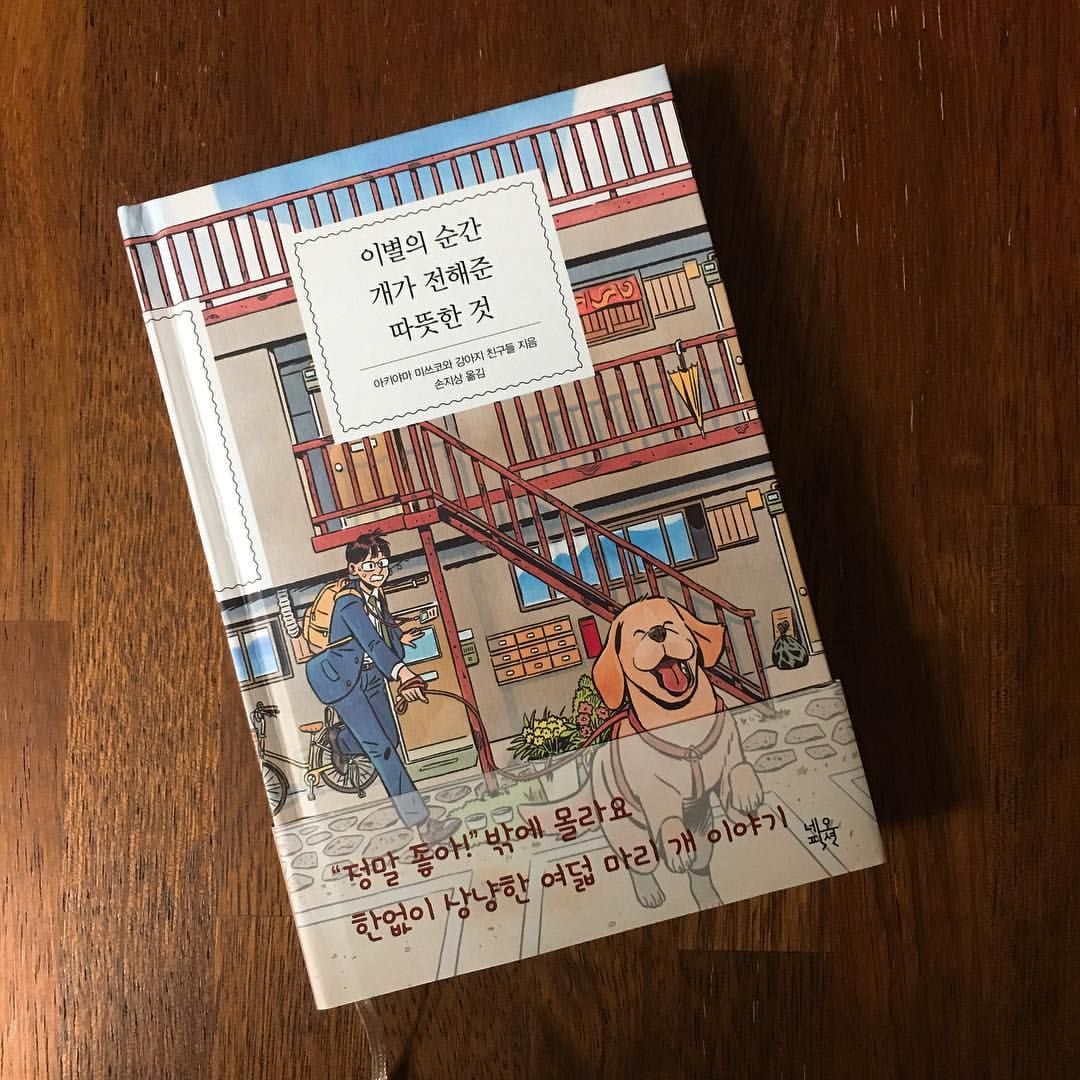 이별의 순간
개가 전해준
따뜻한 것
아키야마 미쓰코와 강아지 친구들 지음
손지상 옮김
“정말 좋아!” 밖에 몰라요
한없이 상냥한 여덟 마리 개 이야기
네오
픽션